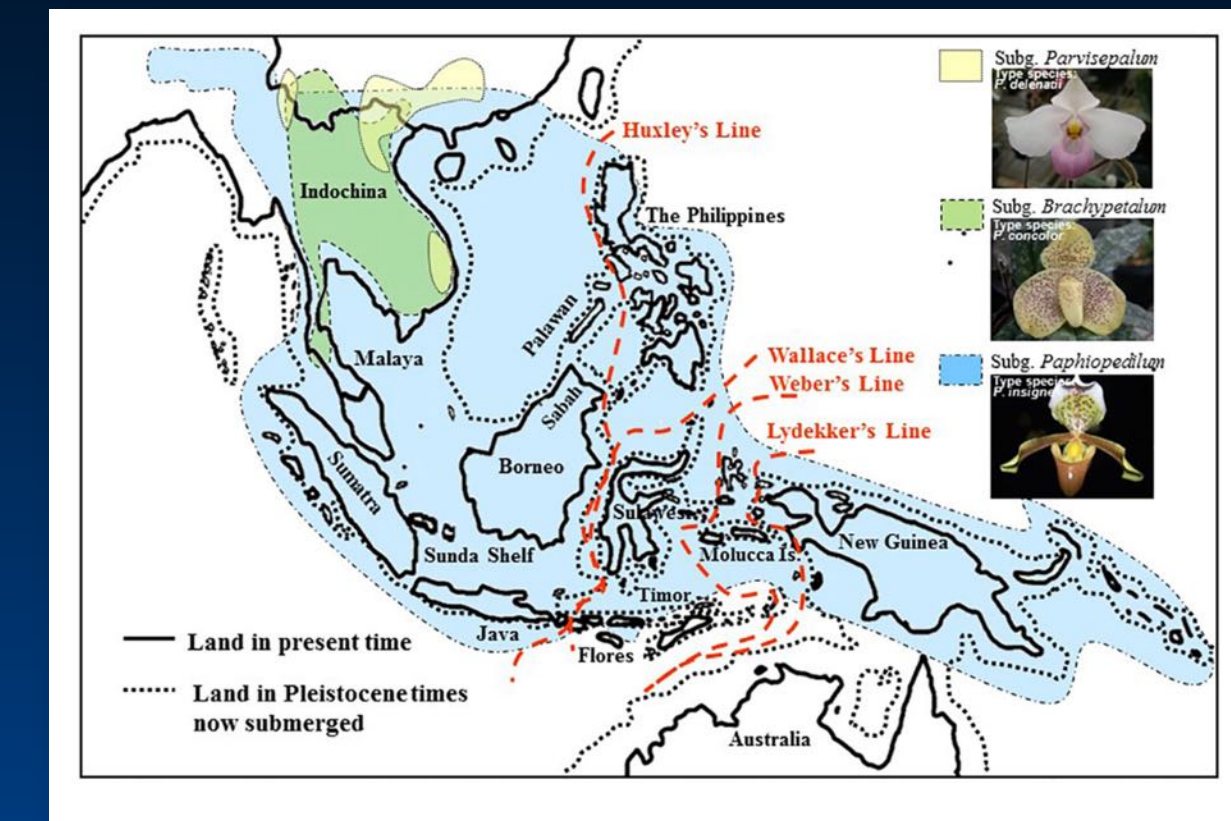 Subg. Parvisepalum
Type species:
P. delenatii
Huxley's Line
Indochina
The Philippines
Subg. Brachypetalum
Type species:
P. concolor
Palawan
Malaya
Wallace's Line
Weber's Line
Subg. Paphiopedilum
Type species:
P. insigne
Sabah
Lydekker's Line
Borneo
Sumatra
Sulawesi
Sunda Shelf
Molucca Is.
New Guinea
Timor
Java
Flores
Land in present time
Land in Pleistocene times
now submerged
Australia